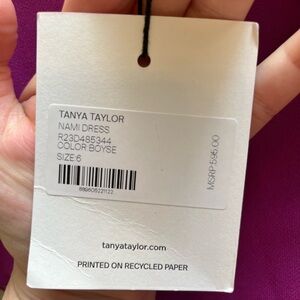 TANYA TAYLOR
NAMI DRESS
R23D485344
COLOR BOYSE
SIZE:6
MSRP:595.00
tanyataylor.com
PRINTED ON RECYCLED PAPER